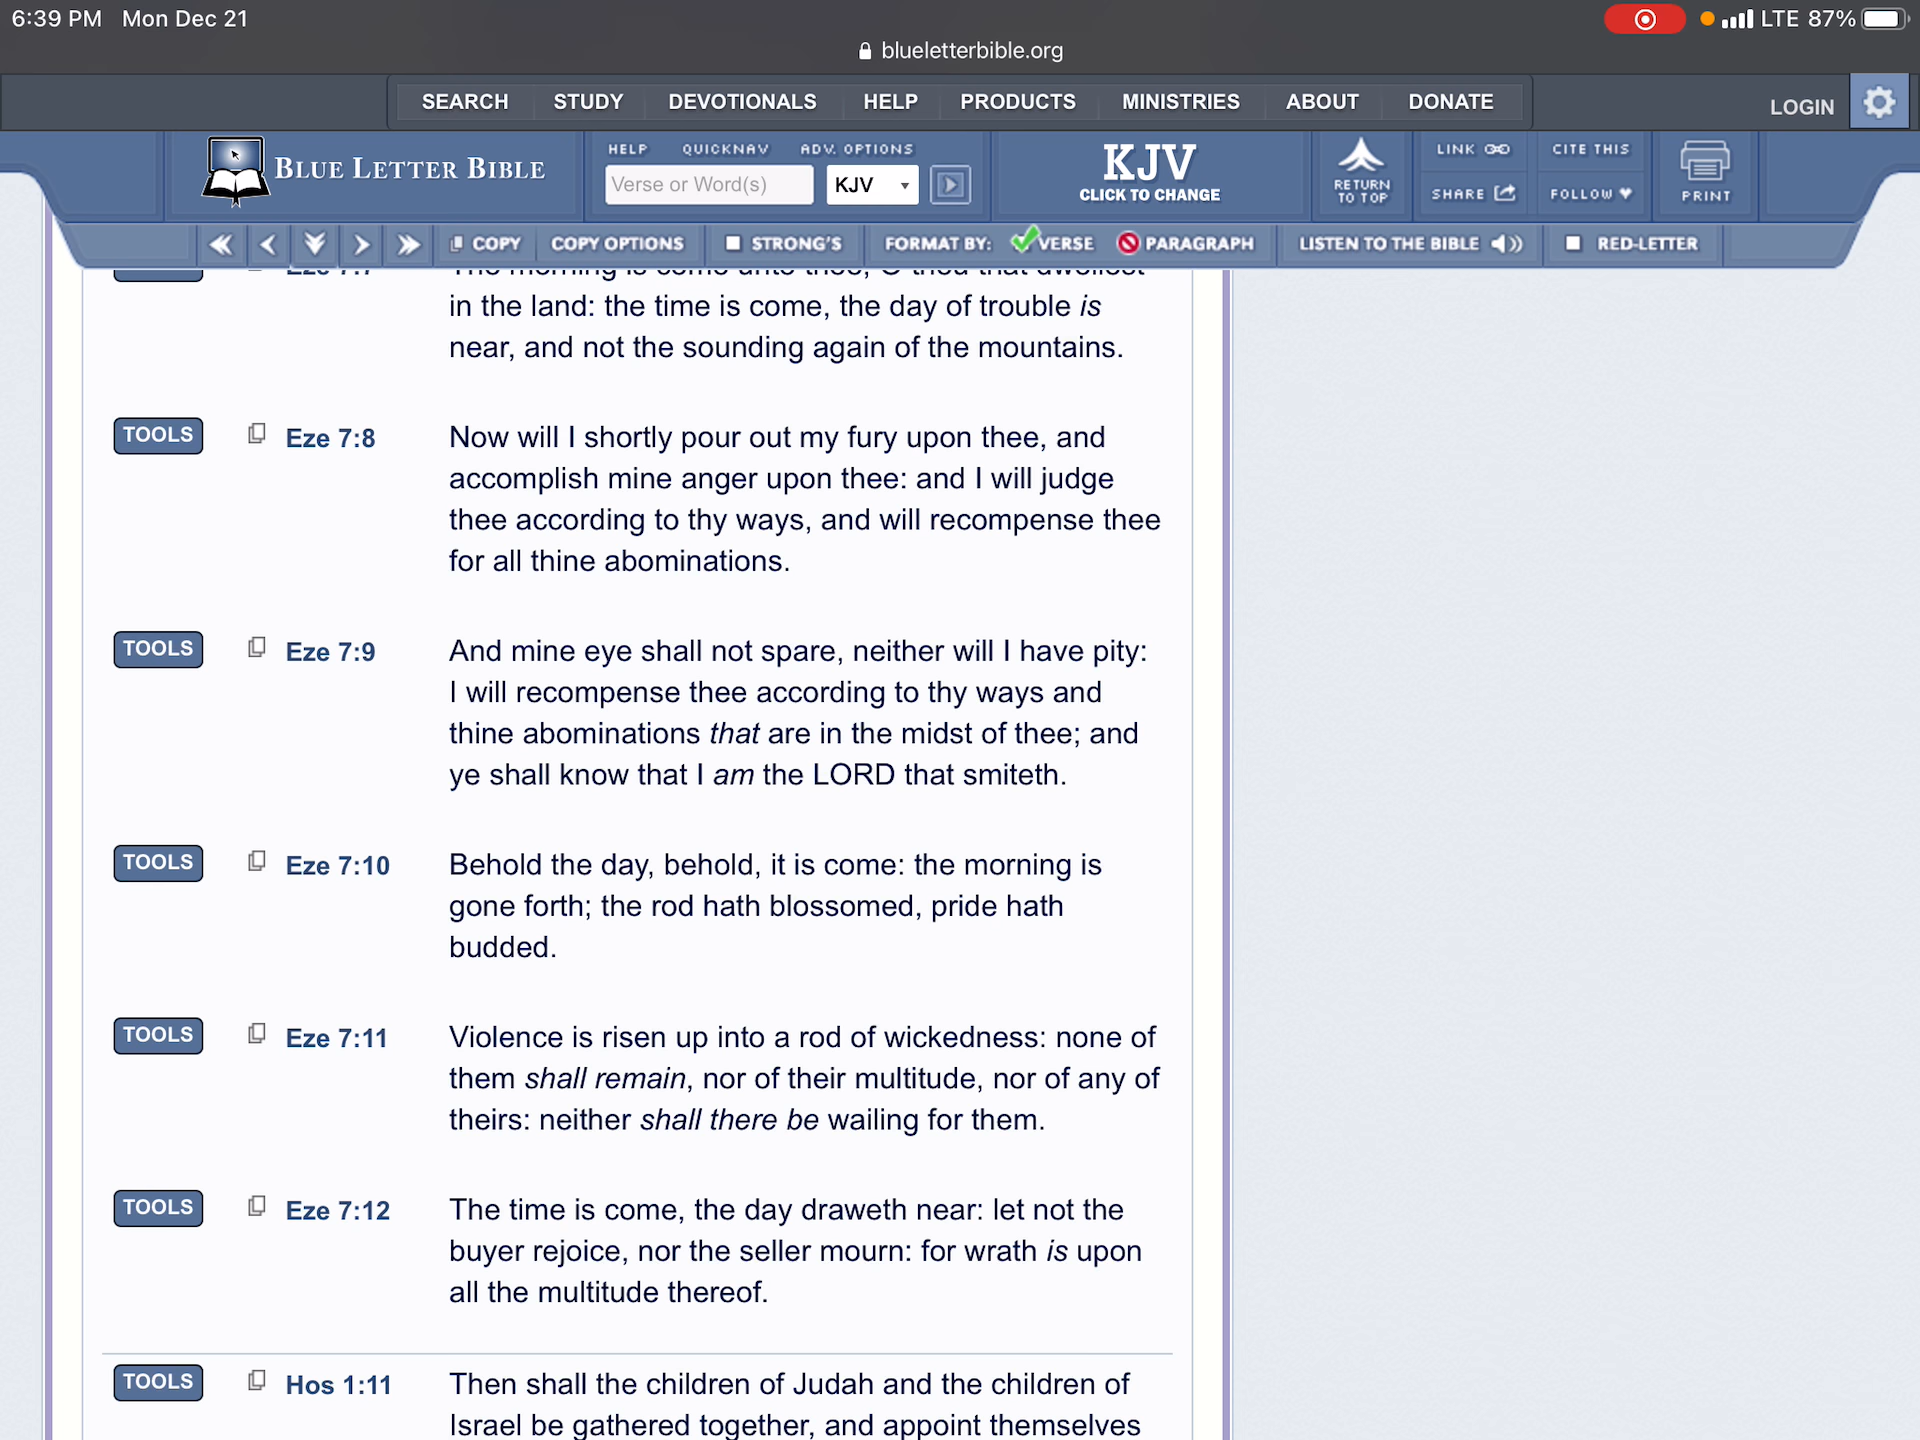 6:39 PM Mon Dec 21
LTE 87%
blueletterbible.org
SEARCH STUDY DEVOTIONALS HELP PRODUCTS MINISTRIES ABOUT DONATE
LOGIN
BLUE LETTER BIBLE
HELP QUICKNAV ADV. OPTIONS
Verse or Word(s) KJV
KJV
CLICK TO CHANGE
RETURN
TO TOP
LINK
SHARE
CITE THIS
FOLLOW
PRINT
COPY COPY OPTIONS STRONG'S FORMAT BY: VERSE PARAGRAPH LISTEN TO THE BIBLE RED-LETTER
Eze 7:7 The morning is come unto thee, O thou that dwellest
in the land: the time is come, the day of trouble is
near, and not the sounding again of the mountains.
TOOLS Eze 7:8 Now will I shortly pour out my fury upon thee, and
accomplish mine anger upon thee: and I will judge
thee according to thy ways, and will recompense thee
for all thine abominations.
TOOLS Eze 7:9 And mine eye shall not spare, neither will I have pity:
I will recompense thee according to thy ways and
thine abominations that are in the midst of thee; and
ye shall know that I am the LORD that smiteth.
TOOLS Eze 7:10 Behold the day, behold, it is come: the morning is
gone forth; the rod hath blossomed, pride hath
budded.
TOOLS Eze 7:11 Violence is risen up into a rod of wickedness: none of
them shall remain, nor of their multitude, nor of any of
theirs: neither shall there be wailing for them.
TOOLS Eze 7:12 The time is come, the day draweth near: let not the
buyer rejoice, nor the seller mourn: for wrath is upon
all the multitude thereof.
TOOLS Hos 1:11 Then shall the children of Judah and the children of
Israel be gathered together, and appoint themselves